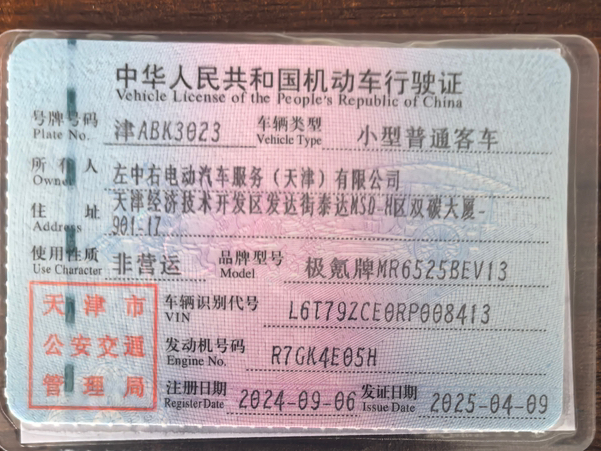 中华人民共和国机动车行驶证
Vehicle License of the People's Republic of China
号牌号码 津ABK3023 车辆类型 小型普通客车
Plate No. Vehicle Type
所有人 左中右电动汽车服务（天津）有限公司
Owner
住址 天津经济技术开发区发达街泰达MSD-H区双碳大厦-
Address 901-17
使用性质 非营运 品牌型号 极氪牌MR6525BEV13
Use Character Model
天津市 车辆识别代号 L6T79ZCE0RP008413
VIN
公安交通 发动机号码 R7GK4E05H
Engine No.
管理局 注册日期 2024-09-06 发证日期 2025-04-09
Register Date Issue Date